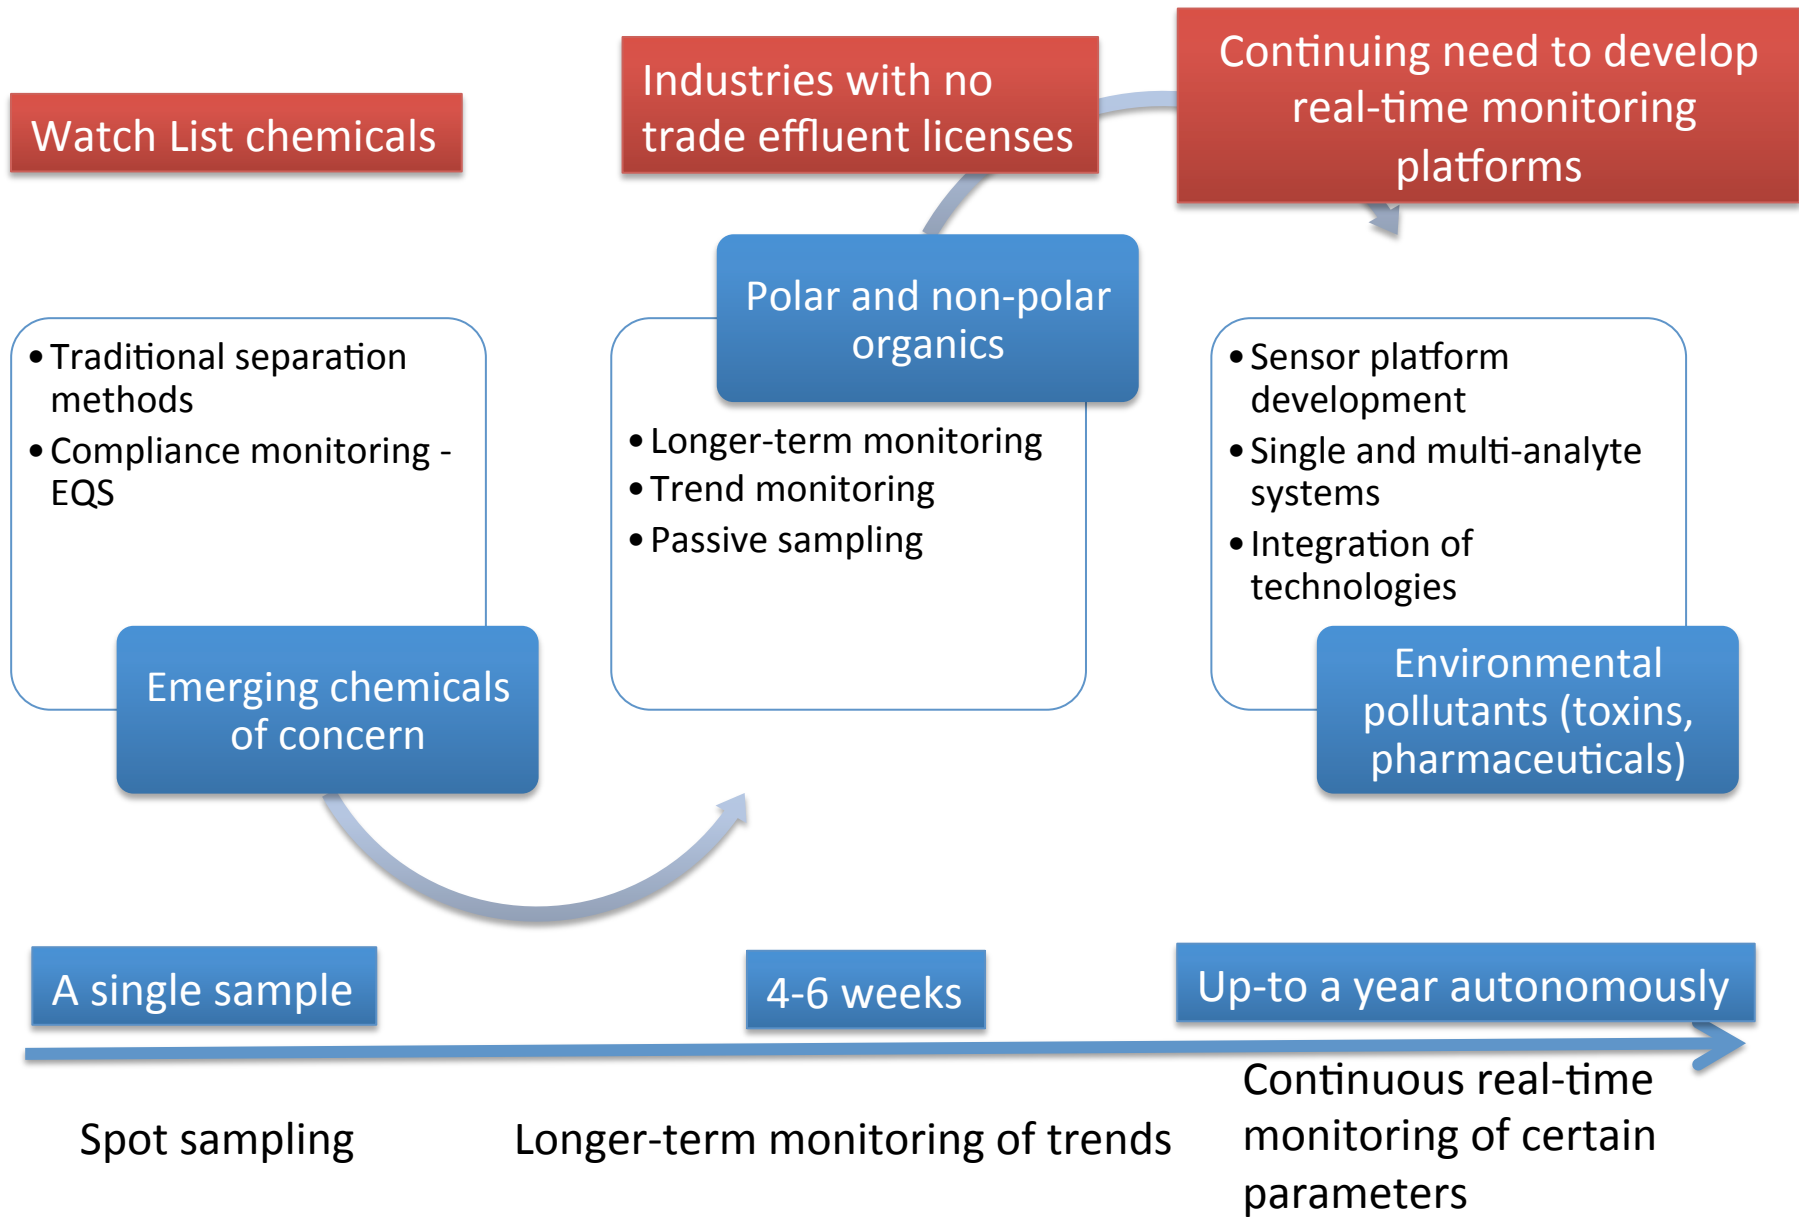 Watch List chemicals
Industries with no
trade effluent licenses
Continuing need to develop
real-time monitoring
platforms
• Traditional separation
methods
• Compliance monitoring -
EQS
Emerging chemicals
of concern
Polar and non-polar
organics
• Longer-term monitoring
• Trend monitoring
• Passive sampling
• Sensor platform
development
• Single and multi-analyte
systems
• Integration of
technologies
Environmental
pollutants (toxins,
pharmaceuticals)
A single sample
4-6 weeks
Up-to a year autonomously
Spot sampling
Longer-term monitoring of trends
Continuous real-time
monitoring of certain
parameters